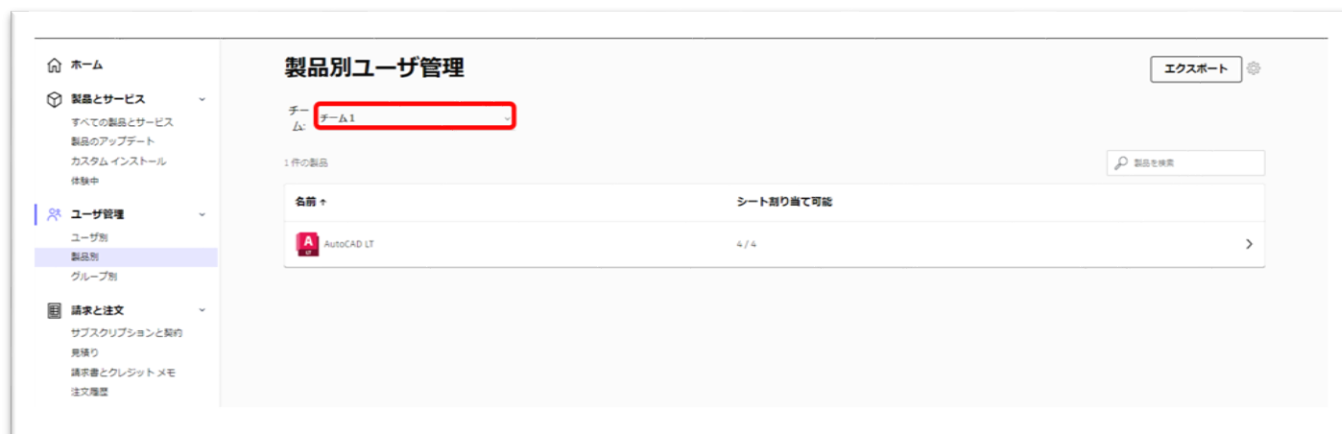 ホーム
製品とサービス
すべての製品とサービス
製品のアップデート
カスタム インストール
体験中
ユーザ管理
ユーザ別
製品別
グループ別
請求と注文
サブスクリプションと契約
見積り
請求書とクレジット メモ
注文履歴
製品別ユーザ管理
エクスポート
チー
ム:
チーム1
1 件の製品
製品を検索
名前 ↑
シート割り当て可能
A
LT
AutoCAD LT
4 / 4